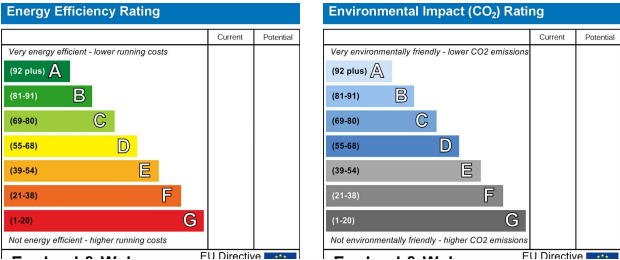 Energy Efficiency Rating
Current Potential
Very energy efficient - lower running costs
(92 plus) A
(81-91) B
(69-80) C
(55-68) D
(39-54) E
(21-38) F
(1-20) G
Not energy efficient - higher running costs
EU Directive
Environmental Impact (CO₂) Rating
Current Potential
Very environmentally friendly - lower CO2 emissions
(92 plus) A
(81-91) B
(69-80) C
(55-68) D
(39-54) E
(21-38) F
(1-20) G
Not environmentally friendly - higher CO2 emissions
EU Directive